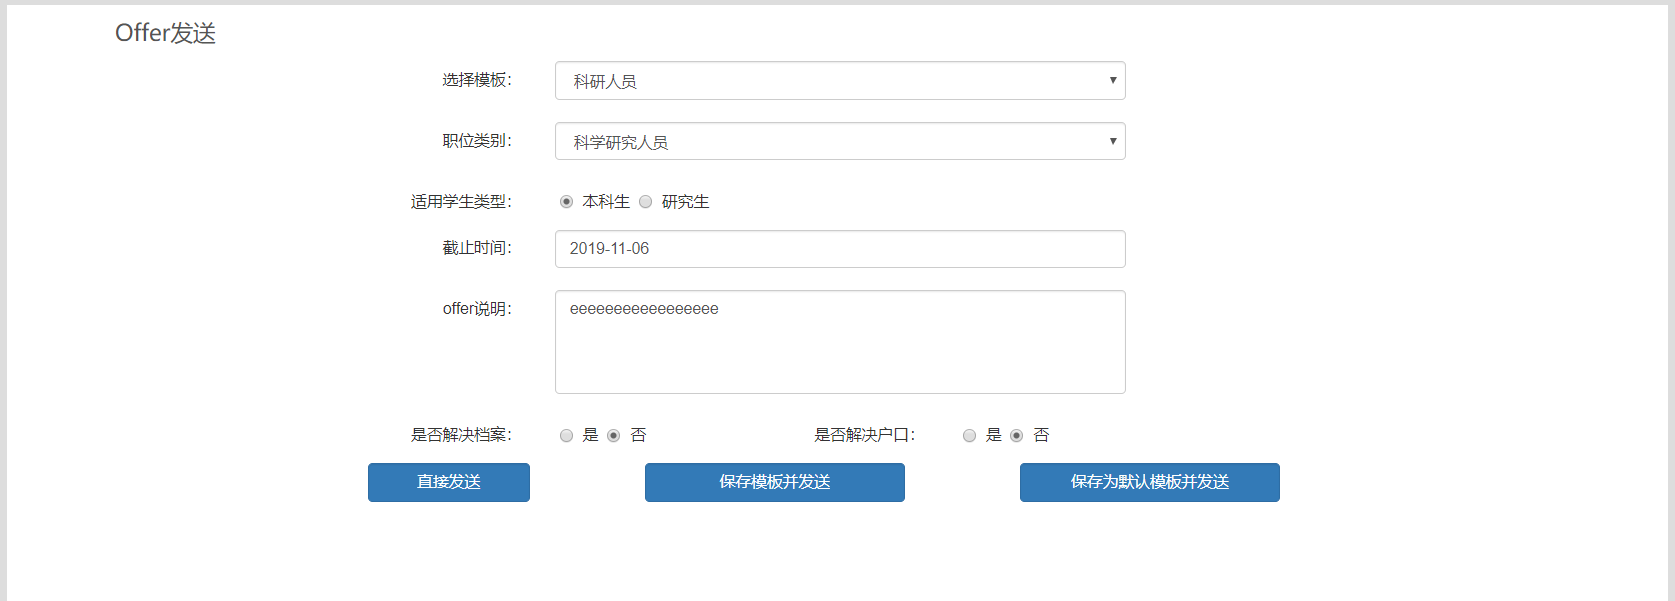 Offer发送
选择模板： 科研人员
职位类别： 科学研究人员
适用学生类型： 本科生 研究生
截止时间： 2019-11-06
offer说明： eeeeeeeeeeeeeeeee
是否解决档案： 是 否 是否解决户口： 是 否
直接发送 保存模板并发送 保存为默认模板并发送